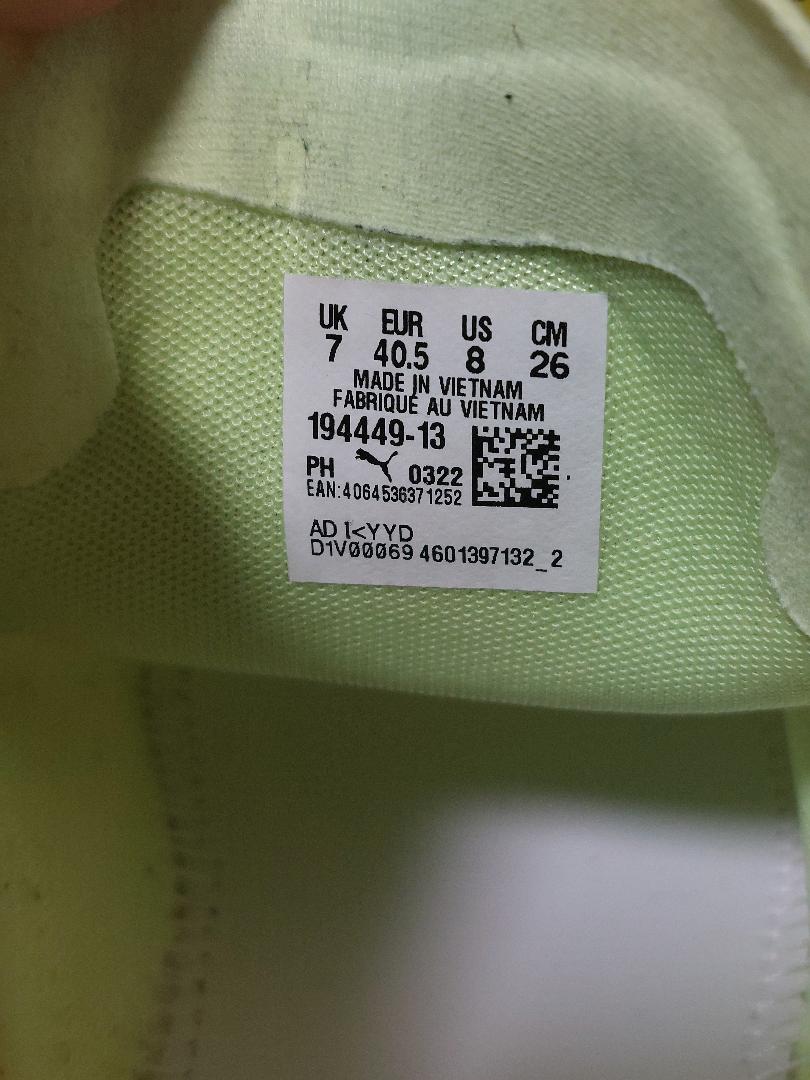 UK EUR US CM
7 40.5 8 26
MADE IN VIETNAM
FABRIQUÉ AU VIETNAM
194449-13
PH 0322
EAN:4064536371252
AD 1<YYD
D1V00069 4601397132_2